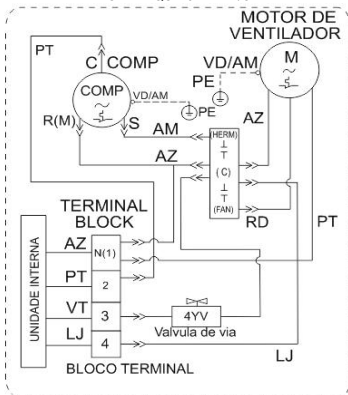 MOTOR DE
VENTILADOR
PT
C COMP
VD/AM
M
PE
COMP
VD/AM
PE
R(M)
S
AM
(HERM)
AZ
AZ
(C)
TERMINAL
BLOCK
(FAN)
RD
PT
UNIDADE INTERNA
AZ
N(1)
PT
2
VT
3
4YV
Valvula de via
LJ
4
LJ
BLOCO TERMINAL